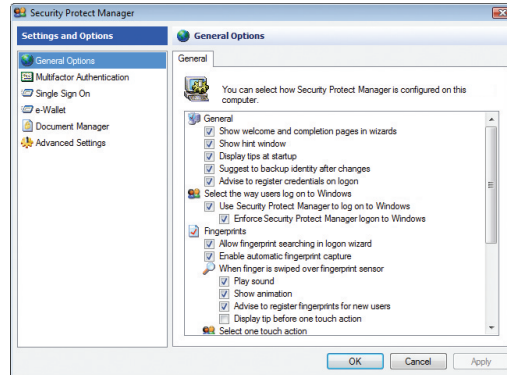 Security Protect Manager
Settings and Options
General Options
Multifactor Authentication
Single Sign On
e-Wallet
Document Manager
Advanced Settings
General Options
General
You can select how Security Protect Manager is configured on this
computer.
General
Show welcome and completion pages in wizards
Show hint window
Display tips at startup
Suggest to backup identity after changes
Advise to register credentials on logon
Select the way users log on to Windows
Use Security Protect Manager to log on to Windows
Enforce Security Protect Manager logon to Windows
Fingerprints
Allow fingerprint searching in logon wizard
Enable automatic fingerprint capture
When finger is swiped over fingerprint sensor
Play sound
Show animation
Advise to register fingerprints for new users
Display tip before one touch action
Select one touch action
OK
Cancel
Apply